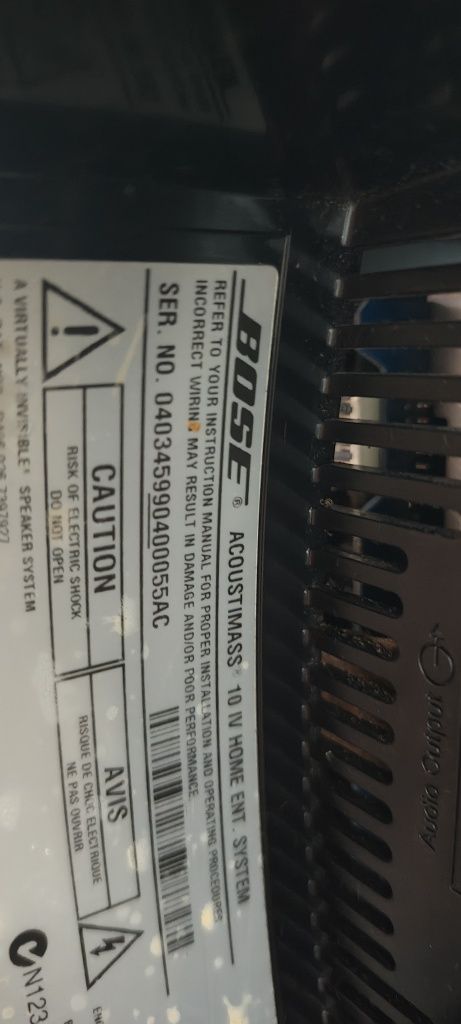 BOSE® ACOUSTIMASS® 10 IV HOME ENT. SYSTEM
REFER TO YOUR INSTRUCTION MANUAL FOR PROPER INSTALLATION AND OPERATING PROCEDURES
INCORRECT WIRING MAY RESULT IN DAMAGE AND/OR POOR PERFORMANCE
SER. NO. 040345990400055AC
CAUTION
RISK OF ELECTRIC SHOCK
DO NOT OPEN
AVIS
RISQUE DE CHOC ELECTRIQUE
NE PAS OUVRIR
A VIRTUALLY INVISIBLE® SPEAKER SYSTEM
N123
Audio Output